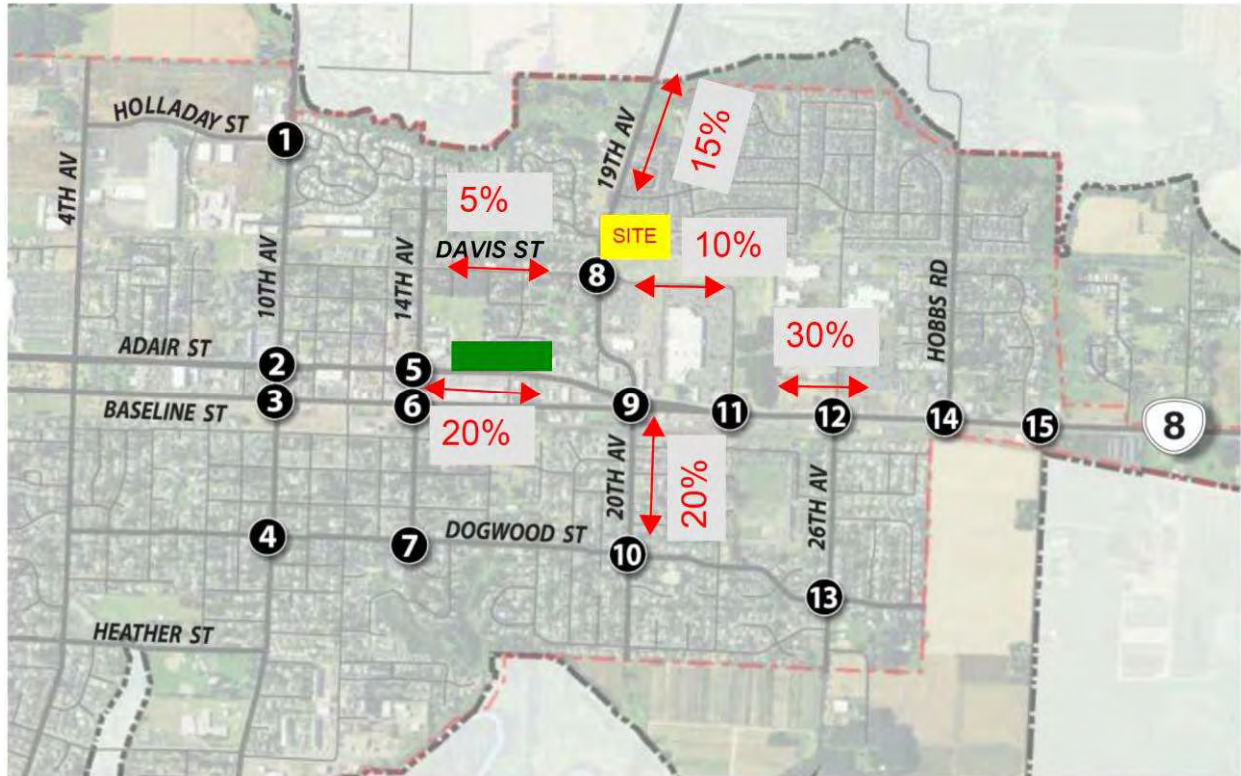 HOLLADAY ST
1
4TH AV
10TH AV
14TH AV
19TH AV
15%
5%
DAVIS ST
SITE
8
10%
30%
HOBBS RD
ADAIR ST
2
5
BASELINE ST
3
6
20%
9
11
12
14
15
8
20TH AV
20%
26TH AV
4
7
DOGWOOD ST
10
13
HEATHER ST